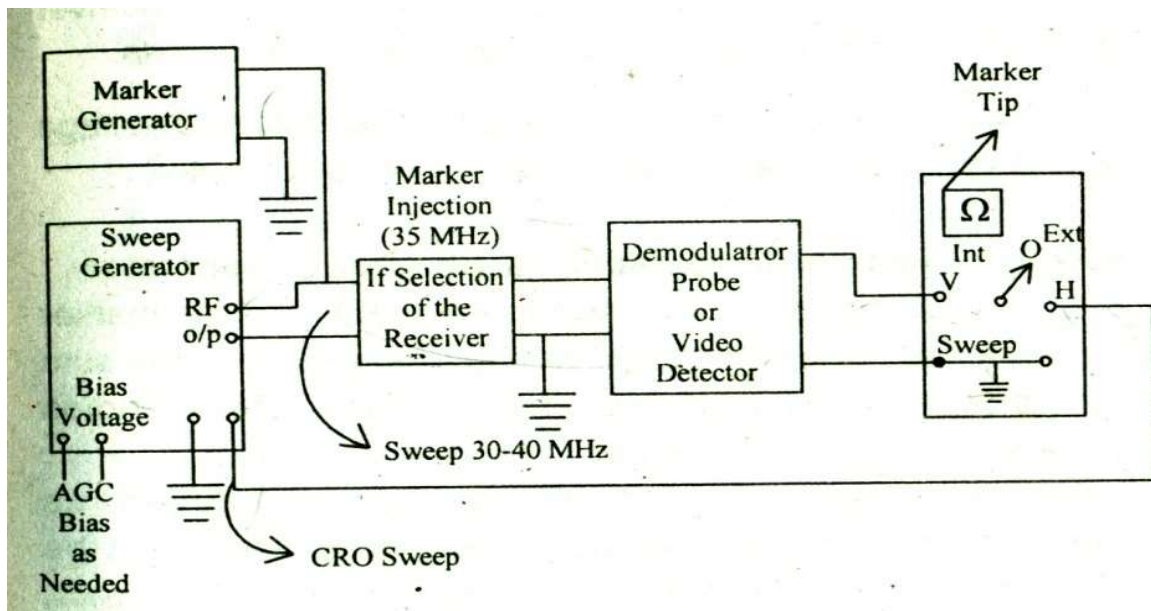 Marker
Generator
Sweep
Generator
RF
o/p
Bias
Voltage
AGC
Bias
as
Needed
Marker
Injection
(35 MHz)
If Selection
of the
Receiver
Sweep 30-40 MHz
CRO Sweep
Demodulatror
Probe
or
Video
Detector
Marker
Tip
Ω
Int
Ext
V
H
Sweep